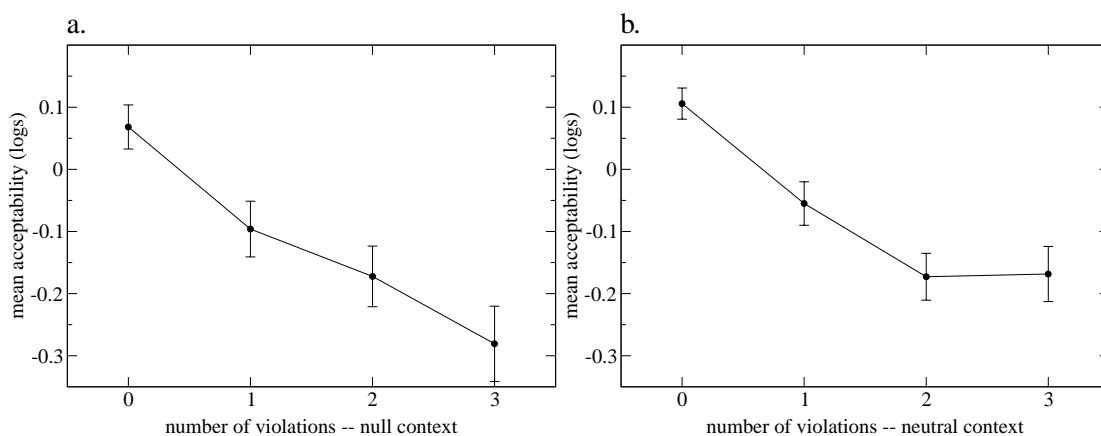 a.
mean acceptability (logs)
0.1
0
-0.1
-0.2
-0.3
0 1 2 3
number of violations -- null context
b.
mean acceptability (logs)
0.1
0
-0.1
-0.2
-0.3
0 1 2 3
number of violations -- neutral context